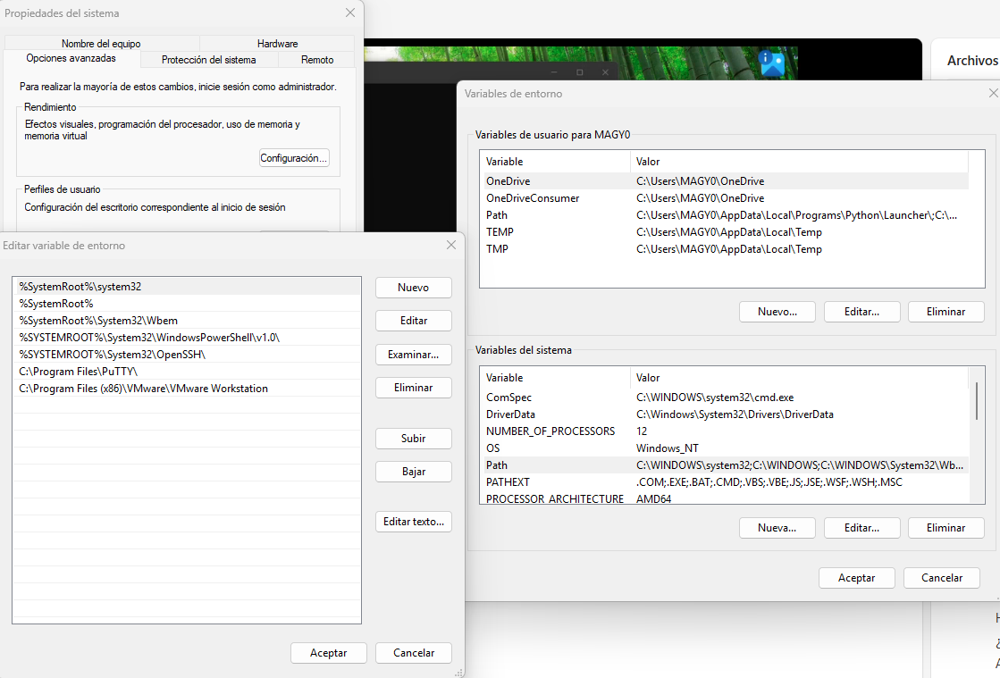 Propiedades del sistema
Nombre del equipo
Hardware
Opciones avanzadas
Protección del sistema
Remoto
Para realizar la mayoría de estos cambios, inicie sesión como administrador.
Rendimiento
Efectos visuales, programación del procesador, uso de memoria y
memoria virtual
Configuración...
Perfiles de usuario
Configuración del escritorio correspondiente al inicio de sesión
Archivos
Variables de entorno
Variables de usuario para MAGY0
Variable Valor
OneDrive C:\Users\MAGY0\OneDrive
OneDriveConsumer C:\Users\MAGY0\OneDrive
Path C:\Users\MAGY0\AppData\Local\Programs\Python\Launcher\;C:\...
TEMP C:\Users\MAGY0\AppData\Local\Temp
TMP C:\Users\MAGY0\AppData\Local\Temp
Nuevo...
Editar...
Eliminar
Variables del sistema
Variable Valor
ComSpec C:\WINDOWS\system32\cmd.exe
DriverData C:\Windows\System32\Drivers\DriverData
NUMBER_OF_PROCESSORS 12
OS Windows_NT
Path C:\WINDOWS\system32;C:\WINDOWS;C:\WINDOWS\System32\Wb...
PATHEXT .COM;.EXE;.BAT;.CMD;.VBS;.VBE;.JS;.JSE;.WSF;.WSH;.MSC
PROCESSOR_ARCHITECTURE AMD64
Nueva...
Editar...
Eliminar
Aceptar
Cancelar
Editar variable de entorno
%SystemRoot%\system32
%SystemRoot%
%SystemRoot%\System32\Wbem
%SYSTEMROOT%\System32\WindowsPowerShell\v1.0\
%SYSTEMROOT%\System32\OpenSSH\
C:\Program Files\PuTTY\
C:\Program Files (x86)\VMware\VMware Workstation
Nuevo
Editar
Examinar...
Eliminar
Subir
Bajar
Editar texto...
Aceptar
Cancelar